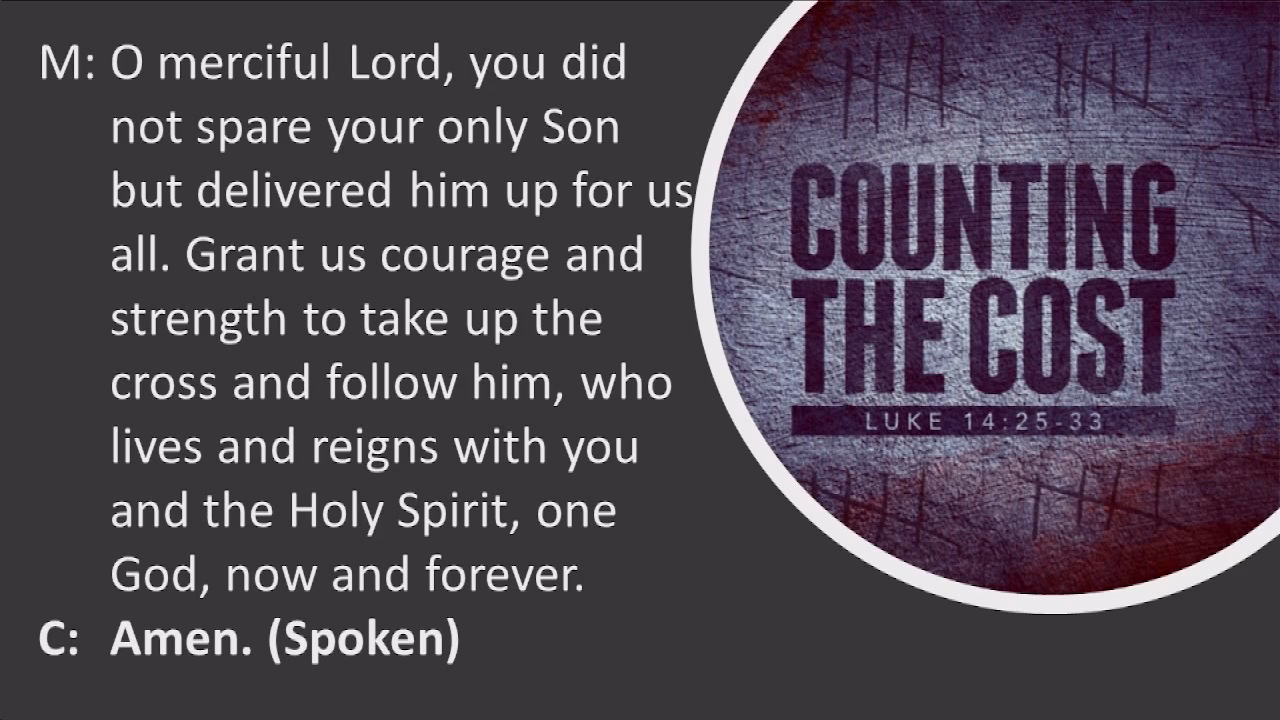 M: O merciful Lord, you did
not spare your only Son
but delivered him up for us
all. Grant us courage and
strength to take up the
cross and follow him, who
lives and reigns with you
and the Holy Spirit, one
God, now and forever.
C: Amen. (Spoken)
COUNTING
THE COST
LUKE 14:25-33